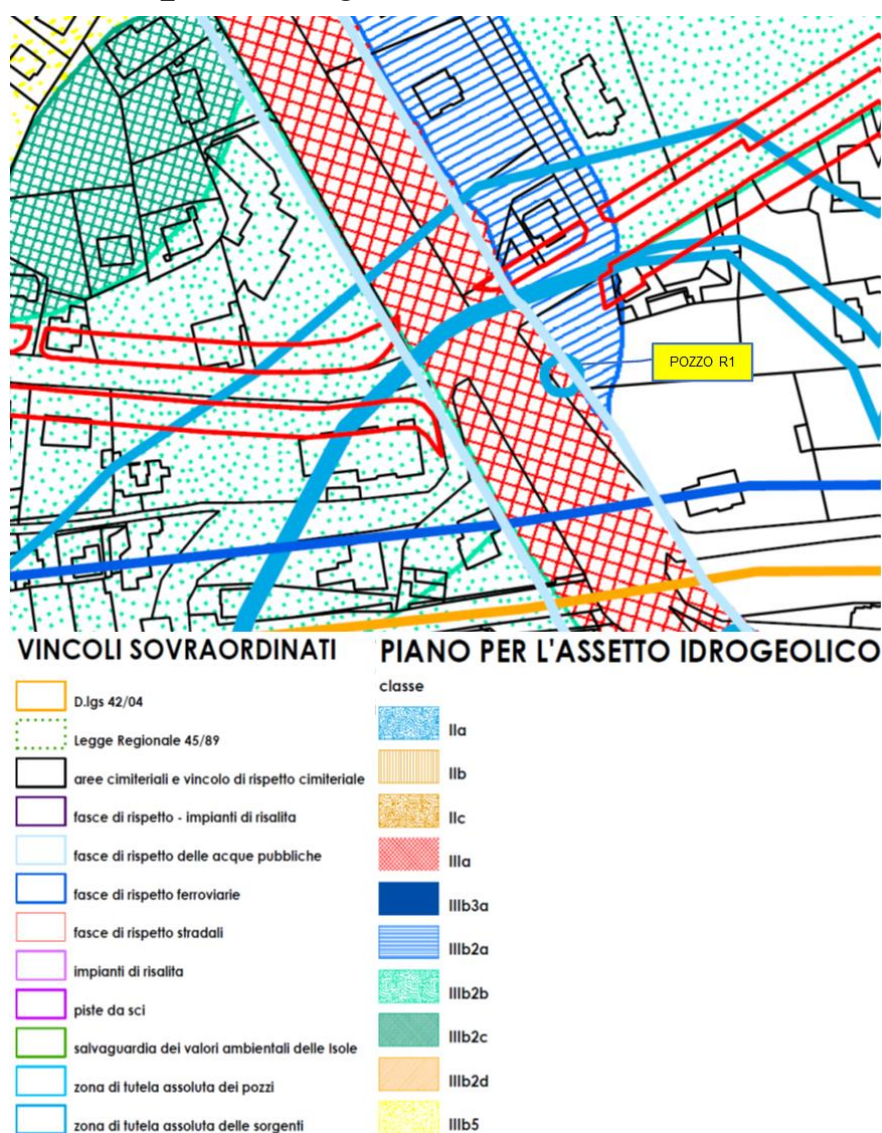 POZZO R1
VINCOLI SOVRAORDINATI
D.lgs 42/04
Legge Regionale 45/89
aree cimiteriali e vincolo di rispetto cimiteriale
fasce di rispetto - impianti di risalita
fasce di rispetto delle acque pubbliche
fasce di rispetto ferroviarie
fasce di rispetto stradali
impianti di risalita
piste da sci
salvaguardia dei valori ambientali delle Isole
zona di tutela assoluta dei pozzi
zona di tutela assoluta delle sorgenti
PIANO PER L'ASSETTO IDROGEOLICO
classe
IIa
IIb
IIc
IIIa
IIIb3a
IIIb2a
IIIb2b
IIIb2c
IIIb2d
IIIb5